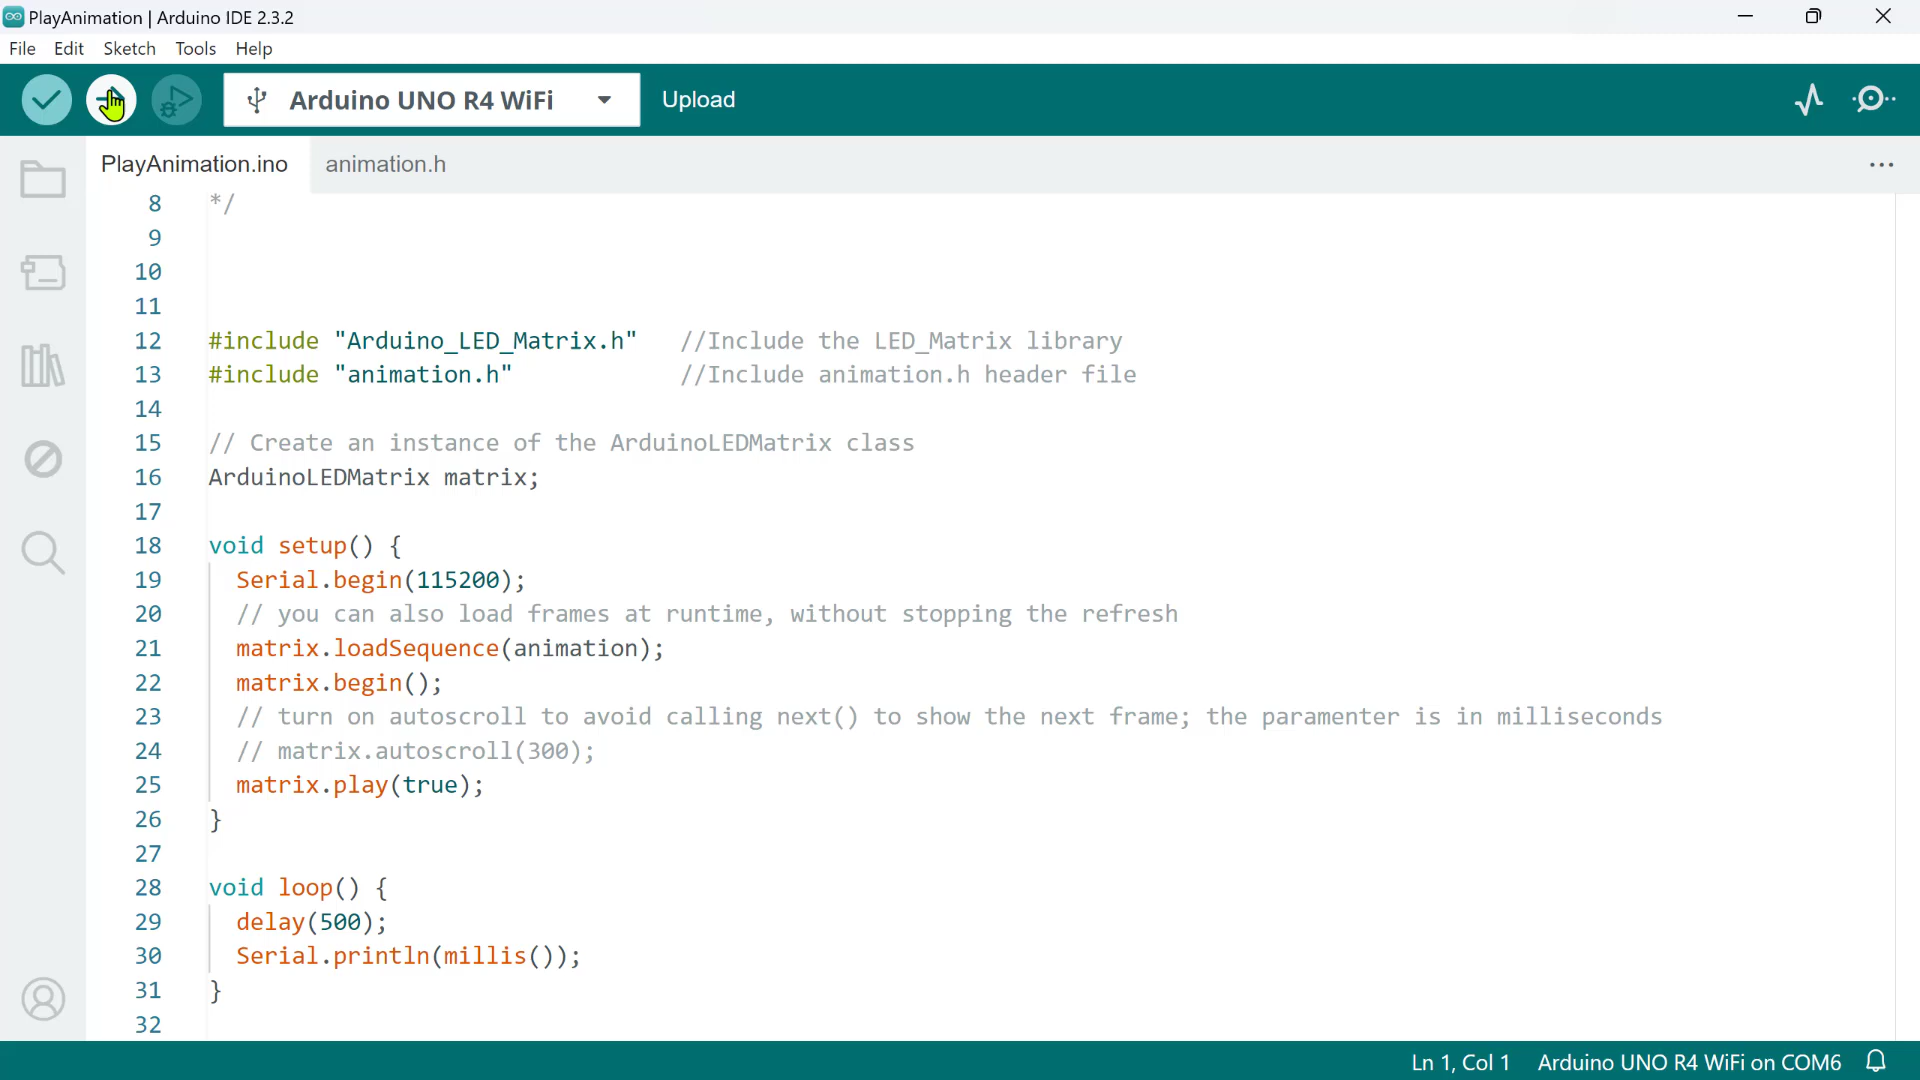 PlayAnimation | Arduino IDE 2.3.2
File Edit Sketch Tools Help
Arduino UNO R4 WiFi Upload
PlayAnimation.ino animation.h
8 */
9
10
11
12 #include "Arduino_LED_Matrix.h" //Include the LED_Matrix library
13 #include "animation.h" //Include animation.h header file
14
15 // Create an instance of the ArduinoLEDMatrix class
16 ArduinoLEDMatrix matrix;
17
18 void setup() {
19 Serial.begin(115200);
20 // you can also load frames at runtime, without stopping the refresh
21 matrix.loadSequence(animation);
22 matrix.begin();
23 // turn on autoscroll to avoid calling next() to show the next frame; the paramenter is in milliseconds
24 // matrix.autoscroll(300);
25 matrix.play(true);
26 }
27
28 void loop() {
29 delay(500);
30 Serial.println(millis());
31 }
32
Ln 1, Col 1 Arduino UNO R4 WiFi on COM6